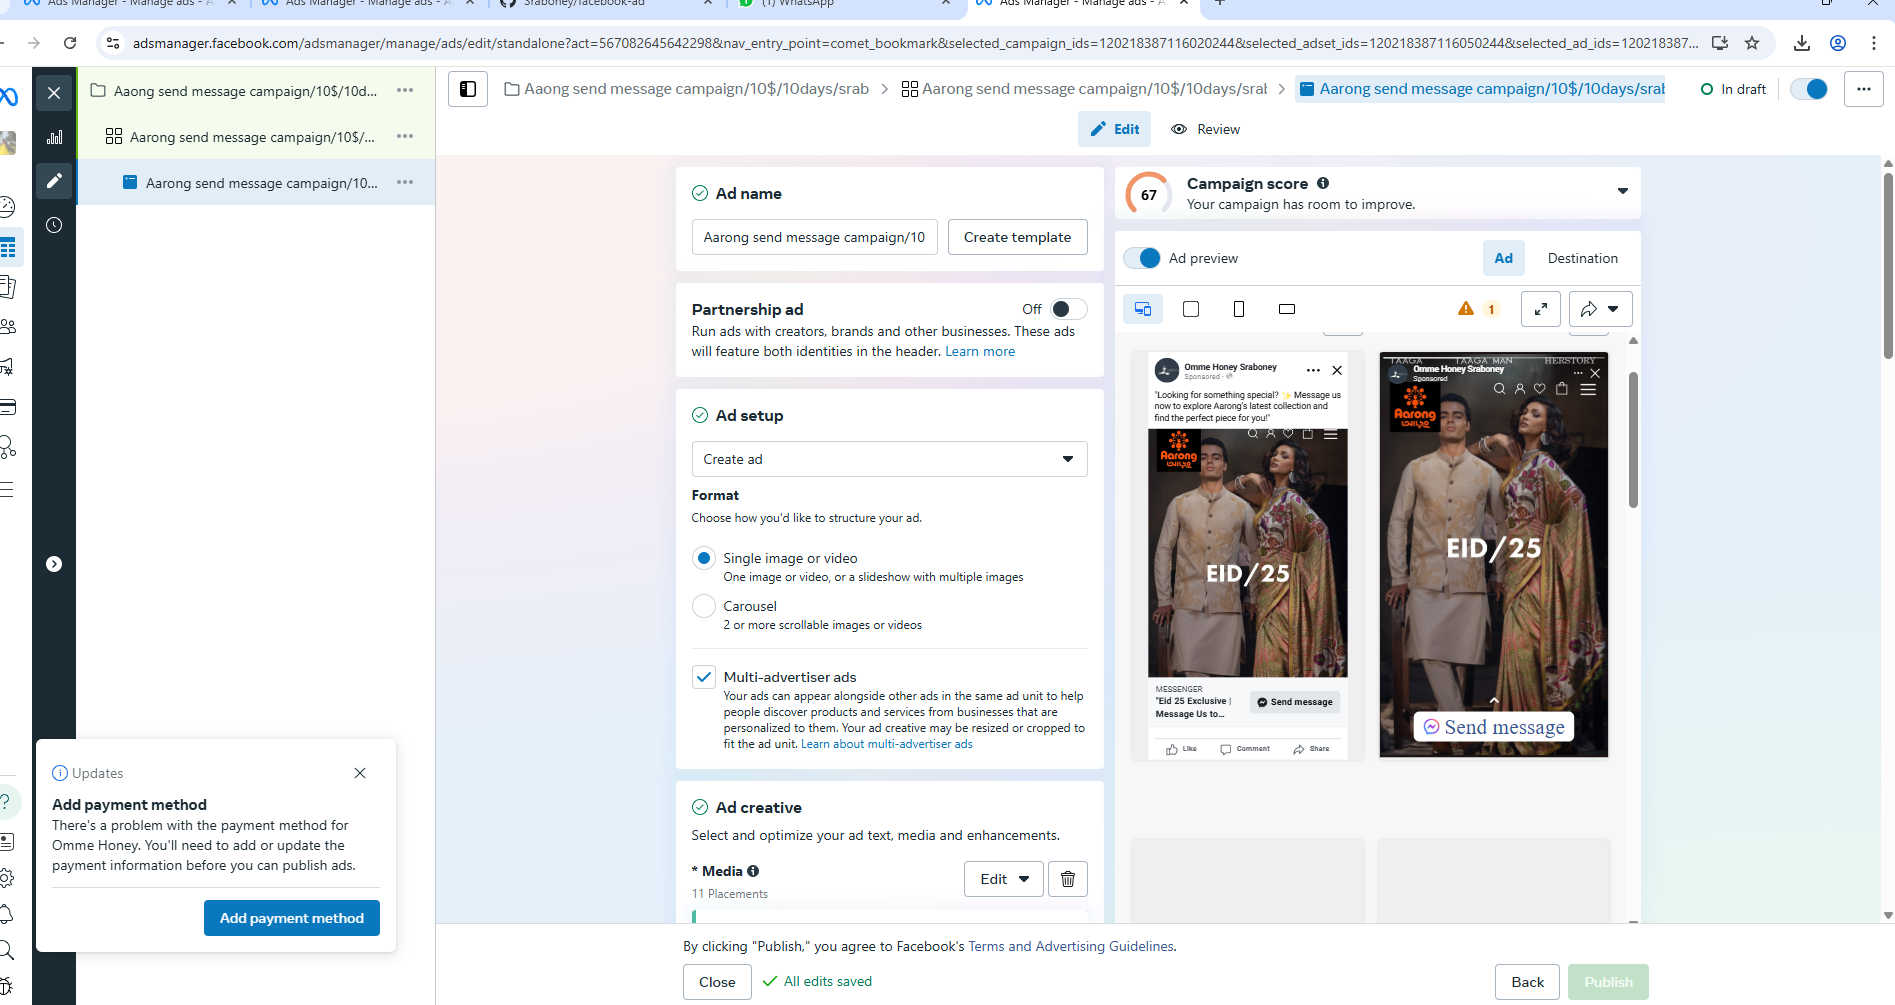 Ads Manager - Manage ads - A
Ads Manager - Manage ads - A
Sraboney/facebook-ad
(1) WhatsApp
Ads Manager - Manage ads - A
adsmanager.facebook.com/adsmanager/manage/ads/edit/standalone?act=567082645642298&nav_entry_point=comet_bookmark&selected_campaign_ids=120218387116020244&selected_adset_ids=120218387116050244&selected_ad_ids=120218387...
Aaong send message campaign/10$/10d...
Aarong send message campaign/10$/...
Aarong send message campaign/10...
Aaong send message campaign/10$/10days/srab
Aarong send message campaign/10$/10days/srab
Aarong send message campaign/10$/10days/srab
In draft
Edit
Review
Ad name
Aarong send message campaign/10
Create template
Partnership ad
Off
Run ads with creators, brands and other businesses. These ads
will feature both identities in the header. Learn more
Ad setup
Create ad
Format
Choose how you'd like to structure your ad.
Single image or video
One image or video, or a slideshow with multiple images
Carousel
2 or more scrollable images or videos
Multi-advertiser ads
Your ads can appear alongside other ads in the same ad unit to help
people discover products and services from businesses that are
personalized to them. Your ad creative may be resized or cropped to
fit the ad unit. Learn about multi-advertiser ads
Ad creative
Select and optimize your ad text, media and enhancements.
* Media
11 Placements
Edit
67
Campaign score
Your campaign has room to improve.
Ad preview
Ad
Destination
1
Omme Honey Sraboney
Sponsored
"Looking for something special? ✨ Message us
now to explore Aarong's latest collection and
find the perfect piece for you!"
Aarong
আড়ং
EID/25
MESSENGER
"Eid 25 Exclusive |
Message Us to...
Send message
Like
Comment
Share
TAAGA
TAAGA MAN
HERSTORY
Omme Honey Sraboney
Sponsored
Aarong
আড়ং
EID/25
Send message
Updates
Add payment method
There's a problem with the payment method for
Omme Honey. You'll need to add or update the
payment information before you can publish ads.
Add payment method
By clicking "Publish," you agree to Facebook's Terms and Advertising Guidelines.
Close
All edits saved
Back
Publish